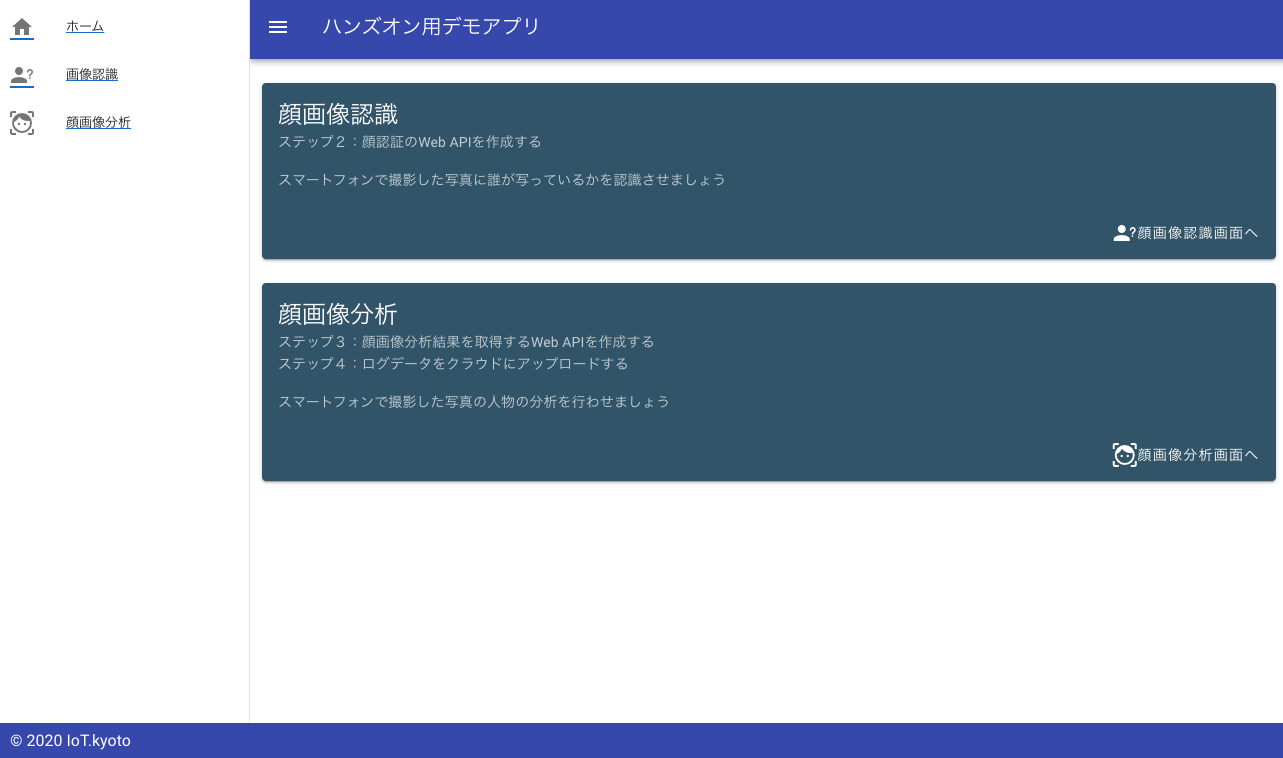 ホーム
画像認識
顔画像分析
ハンズオン用デモアプリ
顔画像認識
ステップ２：顔認証のWeb APIを作成する
スマートフォンで撮影した写真に誰が写っているかを認識させましょう
顔画像認識画面へ
顔画像分析
ステップ３：顔画像分析結果を取得するWeb APIを作成する
ステップ４：ログデータをクラウドにアップロードする
スマートフォンで撮影した写真の人物の分析を行わせましょう
顔画像分析画面へ
© 2020 IoT.kyoto